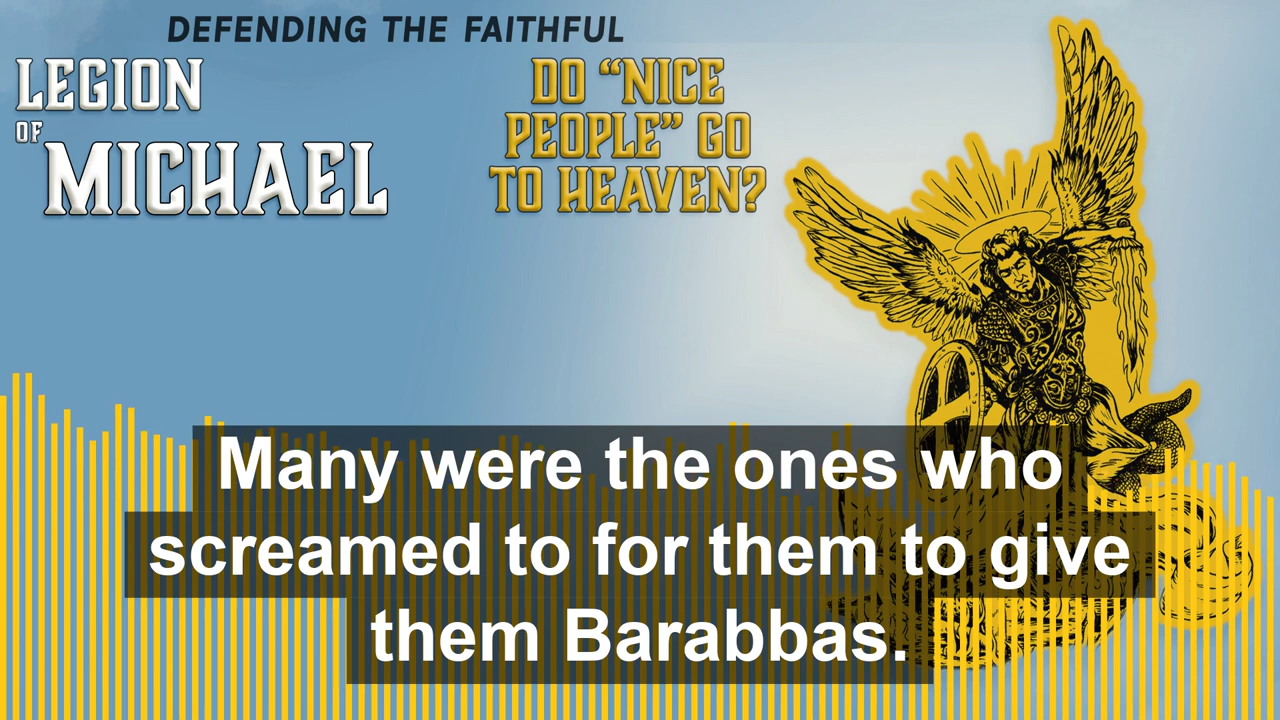 DEFENDING THE FAITHFUL
LEGION
OF
MICHAEL
DO “NICE
PEOPLE” GO
TO HEAVEN?
Many were the ones who
screamed to for them to give
them Barabbas.